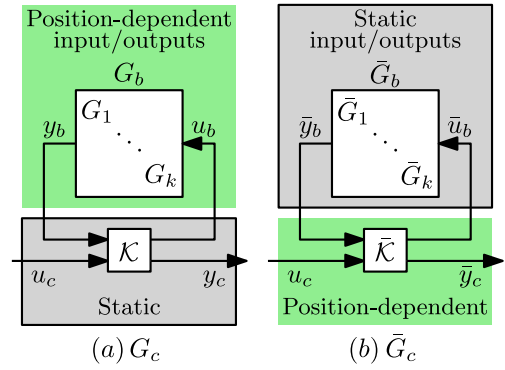 Position-dependent
input/outputs
G_b
G_1
⋱
G_k
y_b
u_b
𝒦
u_c
y_c
Static
(a) G_c
Static
input/outputs
Ḡ_b
Ḡ_1
⋱
Ḡ_k
ȳ_b
ū_b
𝒦̄
u_c
ȳ_c
Position-dependent
(b) Ḡ_c